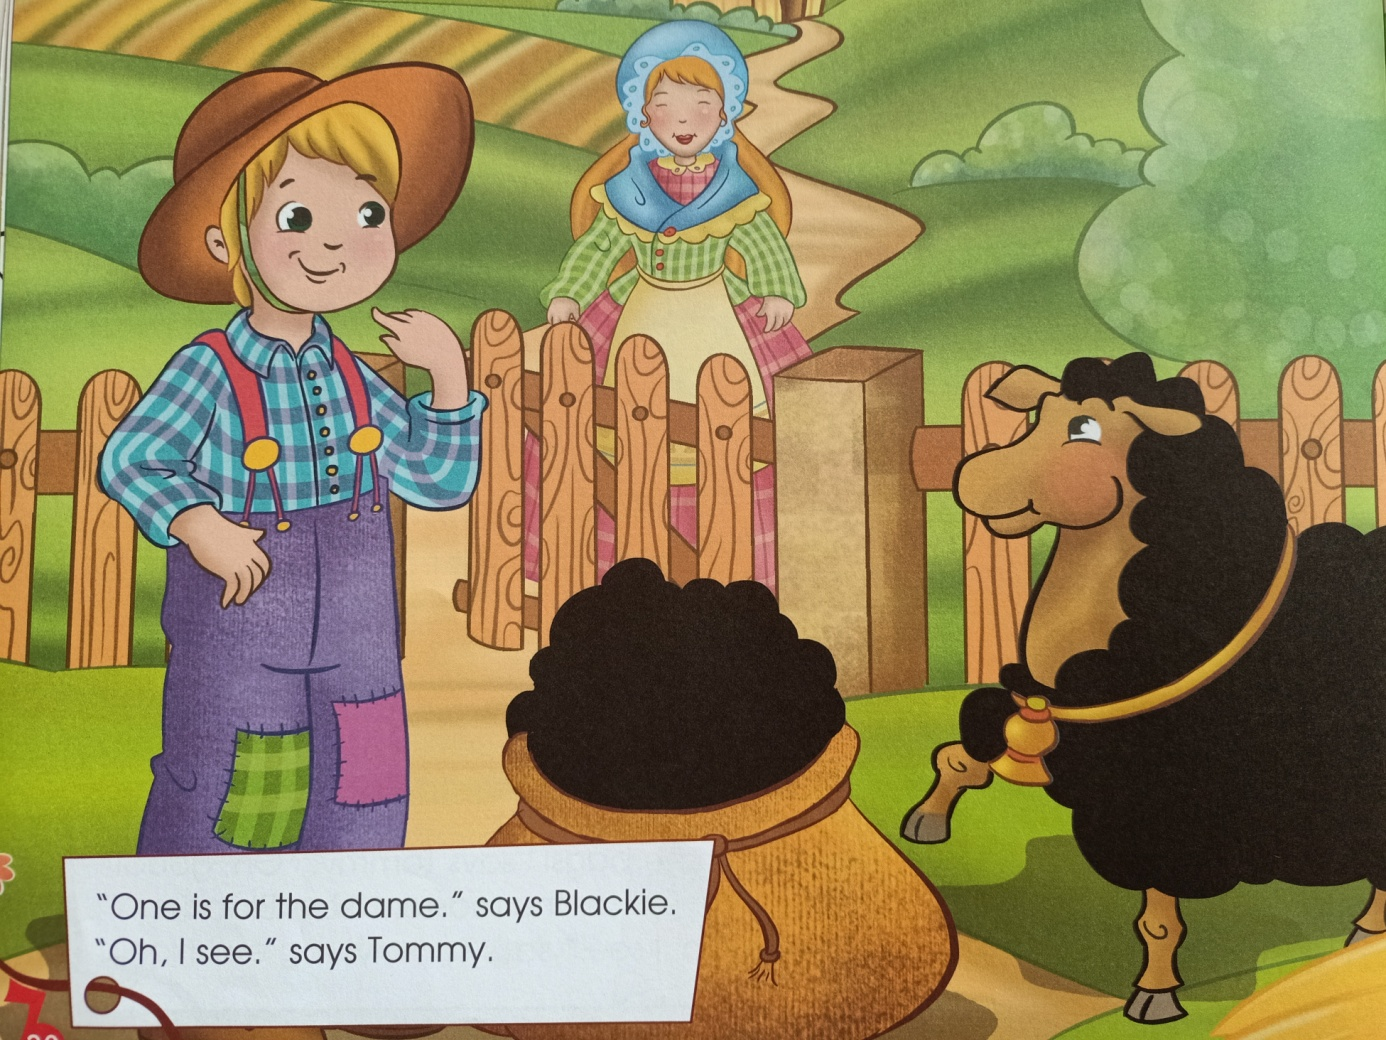 “One is for the dame.” says Blackie.
“Oh, I see.” says Tommy.